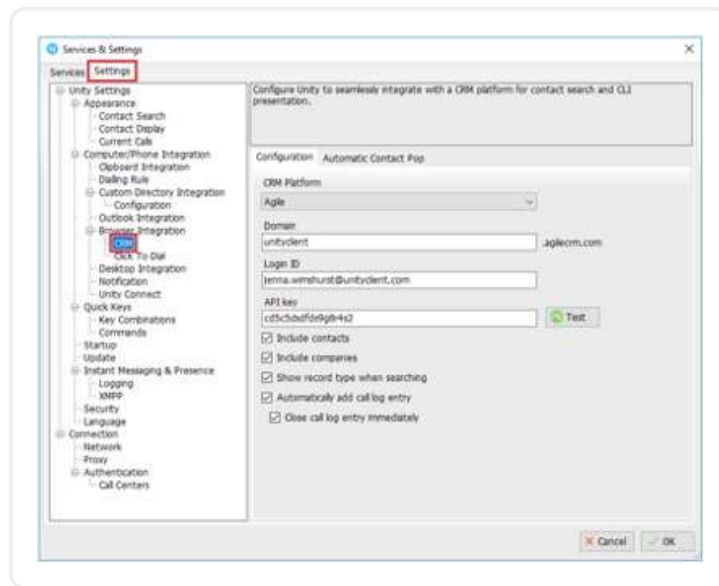 Services & Settings
Services Settings
Unity Settings
Appearance
Contact Search
Contact Display
Current Calls
Computer/Phone Integration
Clipboard Integration
Dialling Rule
Custom Directory Integration
Configuration
Outlook Integration
Browser Integration
CRM
Click To Dial
Desktop Integration
Notification
Unity Connect
Quick Keys
Key Combinations
Commands
Startup
Update
Instant Messaging & Presence
Logging
XMPP
Security
Language
Connection
Network
Proxy
Authentication
Call Centers
Configure Unity to seamlessly integrate with a CRM platform for contact search and CLI
presentation.
Configuration Automatic Contact Pop
CRM Platform
Agile
Domain
unityclient .agilecrm.com
Login ID
jenna.wimshurst@unityclient.com
API key
Test
Include contacts
Include companies
Show record type when searching
Automatically add call log entry
Close call log entry immediately
Cancel OK